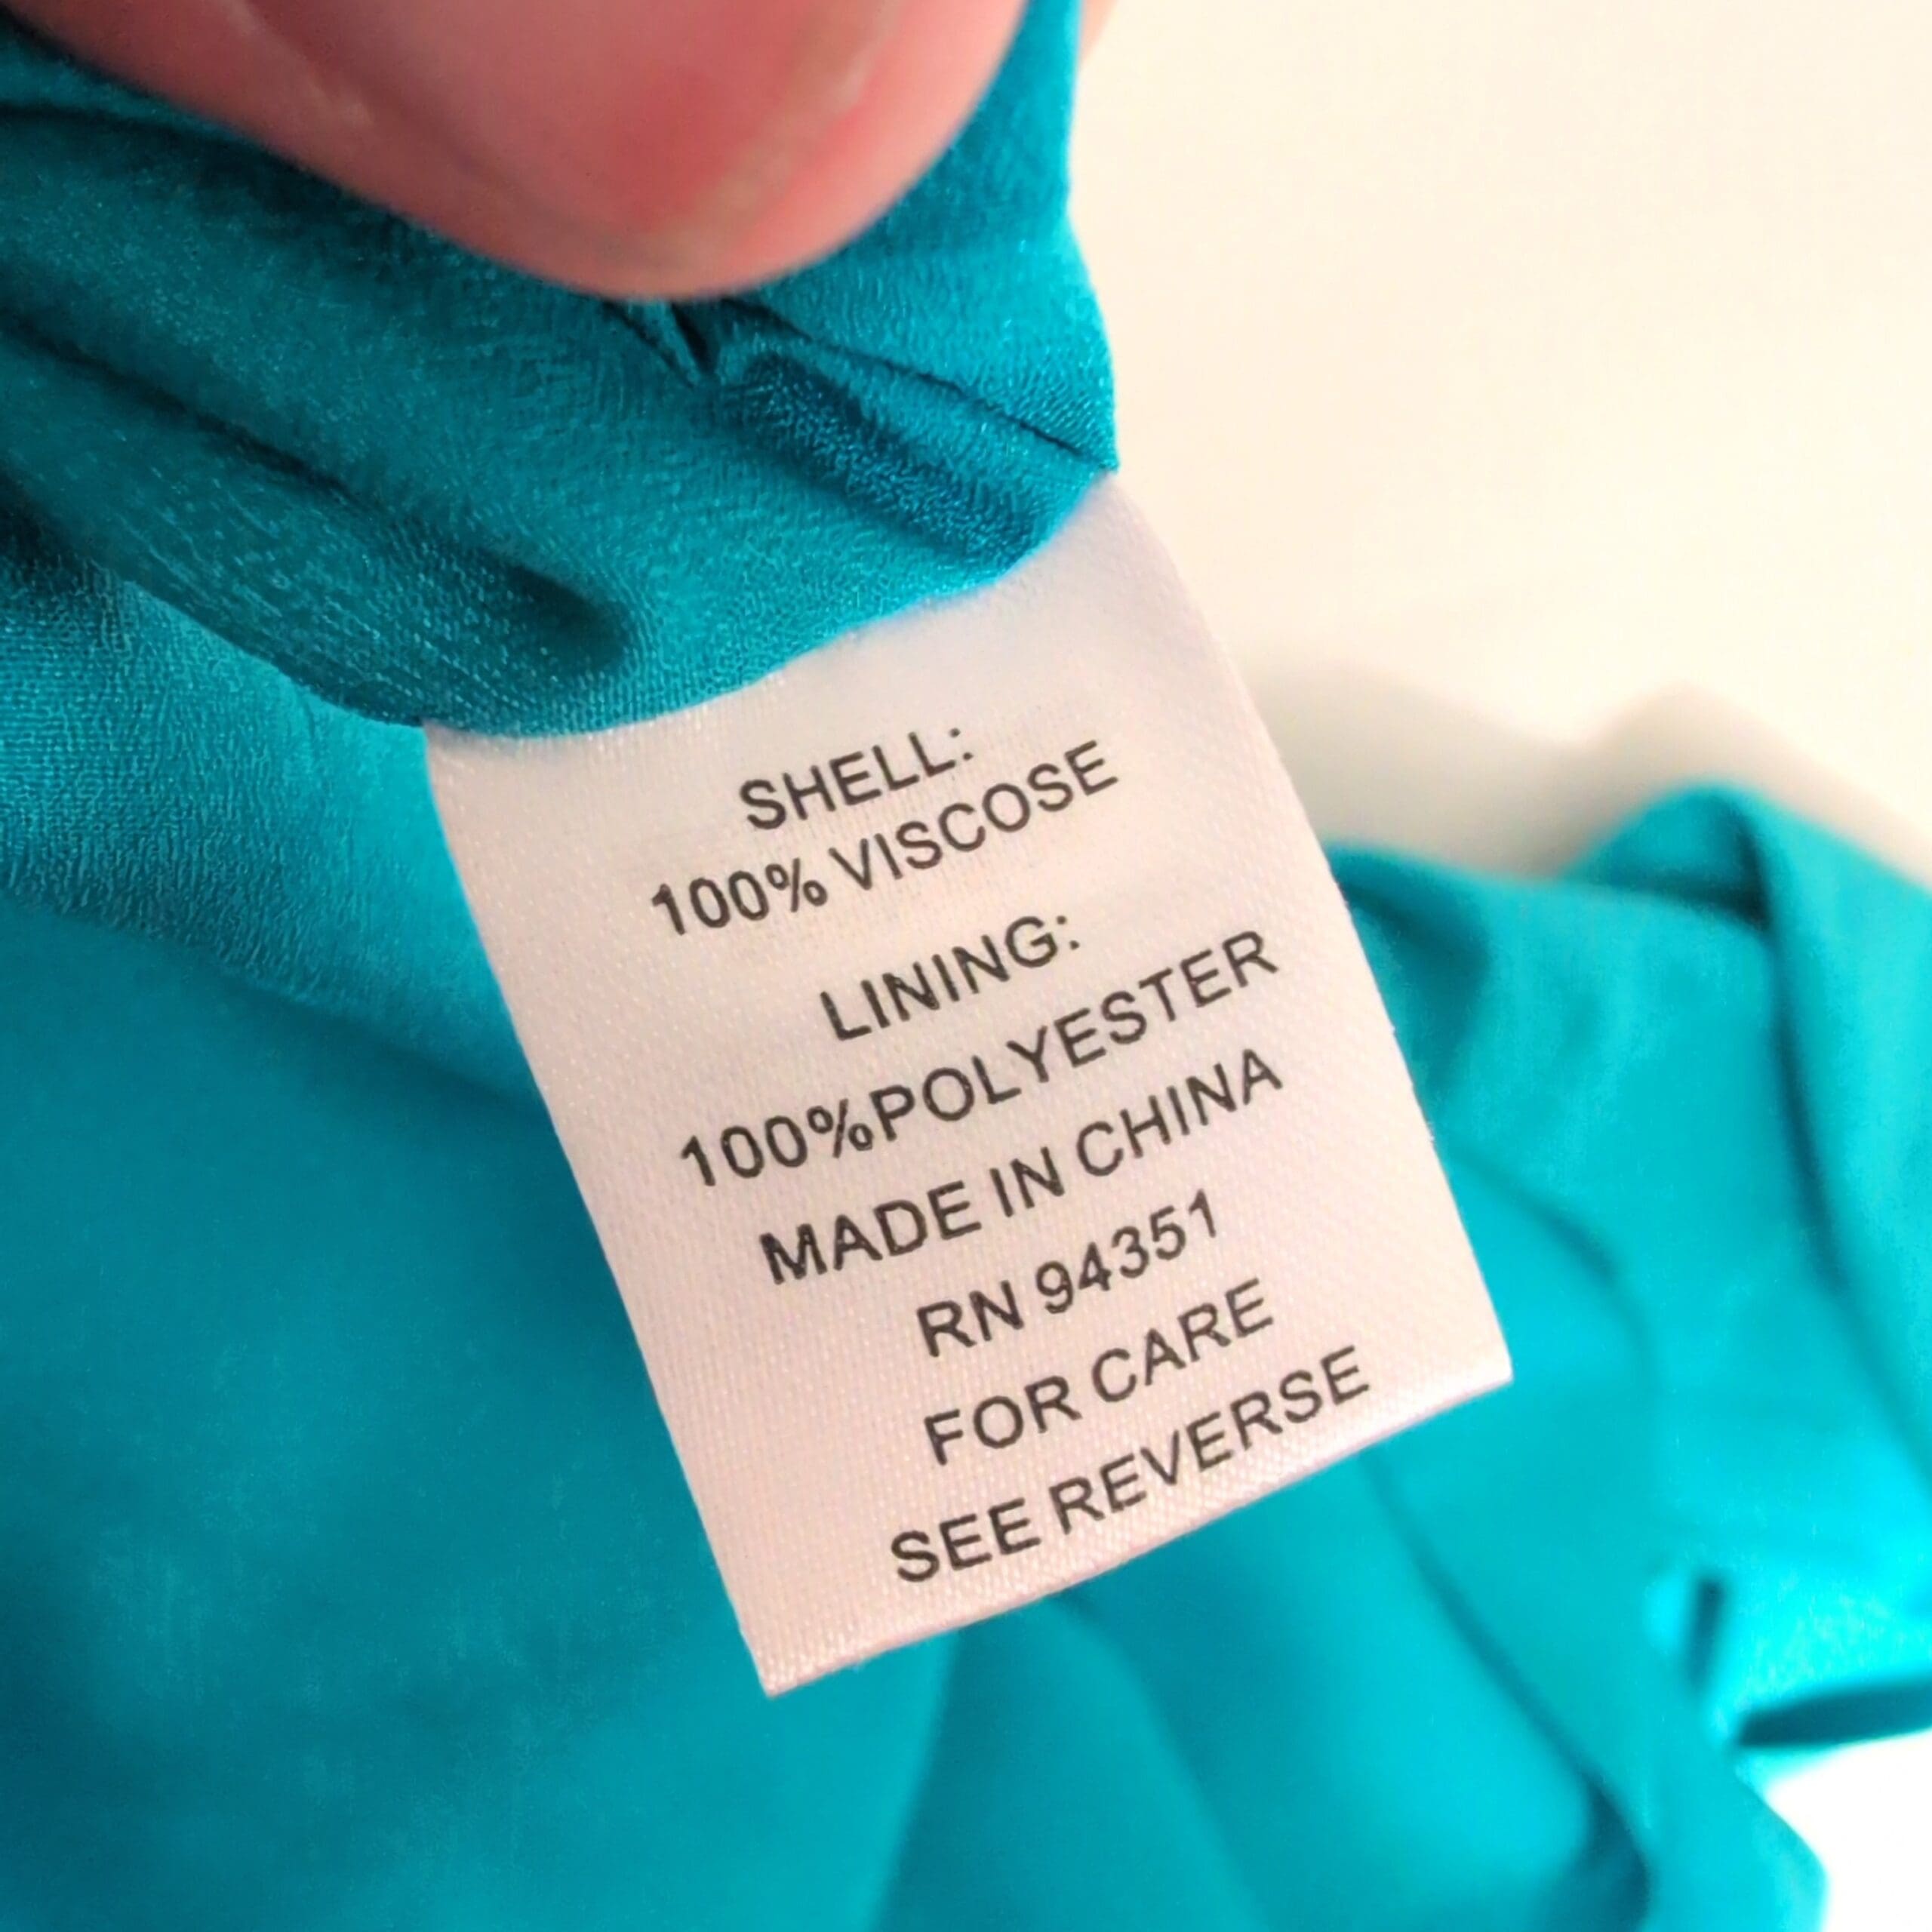 SHELL:
100% VISCOSE
LINING:
100%POLYESTER
MADE IN CHINA
RN 94351
FOR CARE
SEE REVERSE